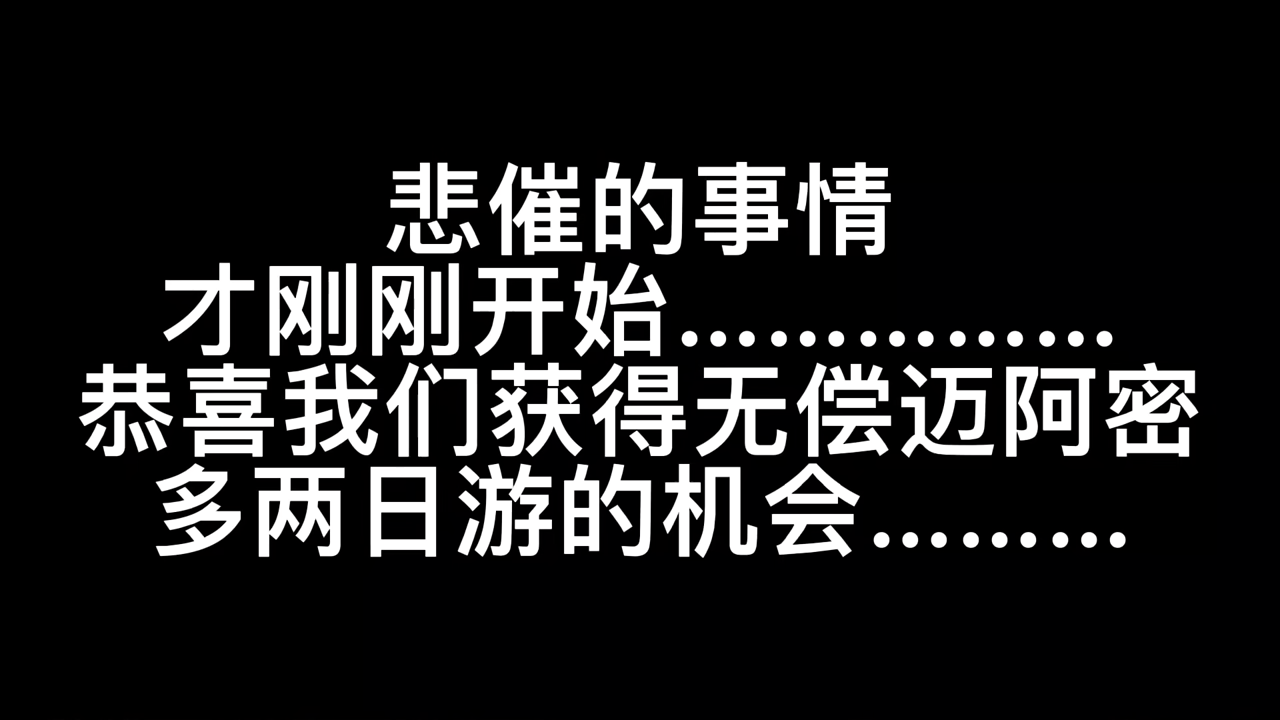 悲催的事情
才刚刚开始……………
恭喜我们获得无偿迈阿密
多两日游的机会………